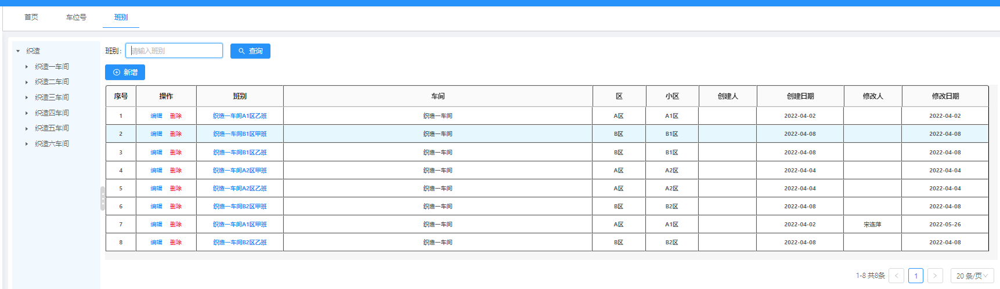 首页 车位号 班别
织造
织造一车间
织造二车间
织造三车间
织造四车间
织造五车间
织造六车间
班别: 请输入班别 查询
新增
序号 操作 班别 车间 区 小区 创建人 创建日期 修改人 修改日期
1 编辑 删除 织造一车间A1区乙班 织造一车间 A区 A1区 2022-04-02 2022-04-02
2 编辑 删除 织造一车间B1区甲班 织造一车间 B区 B1区 2022-04-08 2022-04-08
3 编辑 删除 织造一车间B1区乙班 织造一车间 B区 B1区 2022-04-08 2022-04-08
4 编辑 删除 织造一车间A2区甲班 织造一车间 A区 A2区 2022-04-04 2022-04-04
5 编辑 删除 织造一车间A2区乙班 织造一车间 A区 A2区 2022-04-04 2022-04-04
6 编辑 删除 织造一车间B2区甲班 织造一车间 B区 B2区 2022-04-08 2022-04-08
7 编辑 删除 织造一车间A1区甲班 织造一车间 A区 A1区 2022-04-02 宋连萍 2022-05-26
8 编辑 删除 织造一车间B2区乙班 织造一车间 B区 B2区 2022-04-08 2022-04-08
1-8 共8条 < 1 > 20 条/页